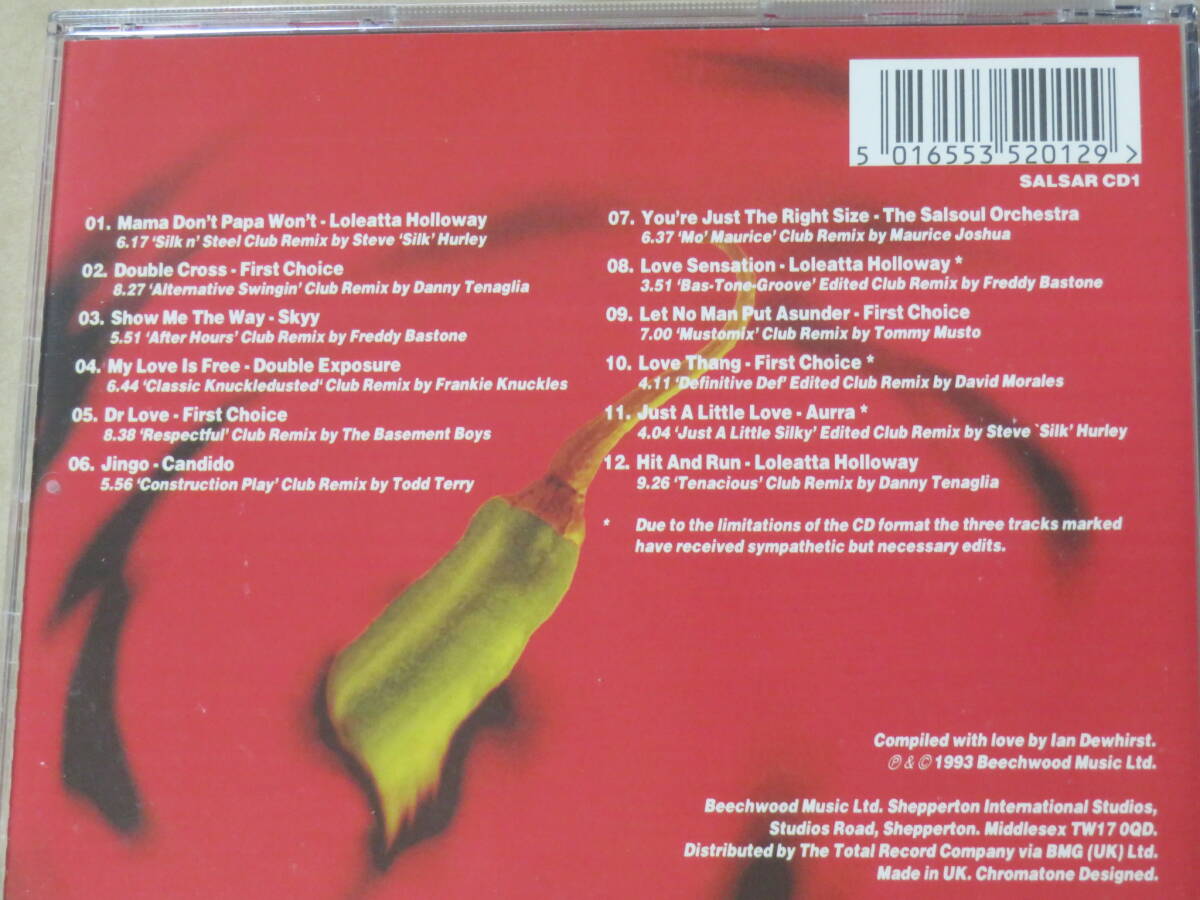 5 016553 520129 >
SALSAR CD1
01. Mama Don't Papa Won't - Loleatta Holloway
6.17 'Silk n' Steel Club Remix by Steve 'Silk' Hurley
02. Double Cross - First Choice
8.27 'Alternative Swingin' Club Remix by Danny Tenaglia
03. Show Me The Way - Skyy
5.51 'After Hours' Club Remix by Freddy Bastone
04. My Love Is Free - Double Exposure
6.44 'Classic Knuckledusted' Club Remix by Frankie Knuckles
05. Dr Love - First Choice
8.38 'Respectful' Club Remix by The Basement Boys
06. Jingo - Candido
5.56 'Construction Play' Club Remix by Todd Terry
07. You're Just The Right Size - The Salsoul Orchestra
6.37 'Mo' Maurice' Club Remix by Maurice Joshua
08. Love Sensation - Loleatta Holloway *
3.51 'Bas-Tone-Groove' Edited Club Remix by Freddy Bastone
09. Let No Man Put Asunder - First Choice
7.00 'Mustomix' Club Remix by Tommy Musto
10. Love Thang - First Choice *
4.11 'Definitive Def' Edited Club Remix by David Morales
11. Just A Little Love - Aurra *
4.04 'Just A Little Silky' Edited Club Remix by Steve `Silk' Hurley
12. Hit And Run - Loleatta Holloway
9.26 'Tenacious' Club Remix by Danny Tenaglia
* Due to the limitations of the CD format the three tracks marked
have received sympathetic but necessary edits.
Compiled with love by Ian Dewhirst.
℗ & © 1993 Beechwood Music Ltd.
Beechwood Music Ltd. Shepperton International Studios,
Studios Road, Shepperton. Middlesex TW17 0QD.
Distributed by The Total Record Company via BMG (UK) Ltd.
Made in UK. Chromatone Designed.